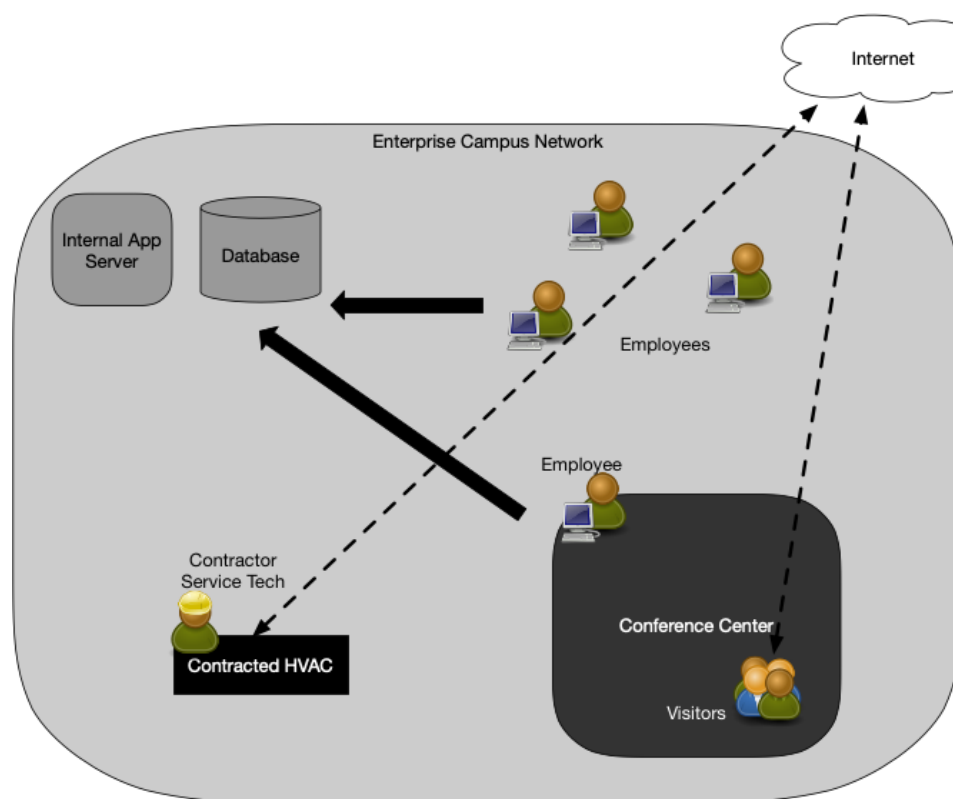 Internet
Enterprise Campus Network
Internal App
Server
Database
Employees
Employee
Contractor
Service Tech
Conference Center
Contracted HVAC
Visitors